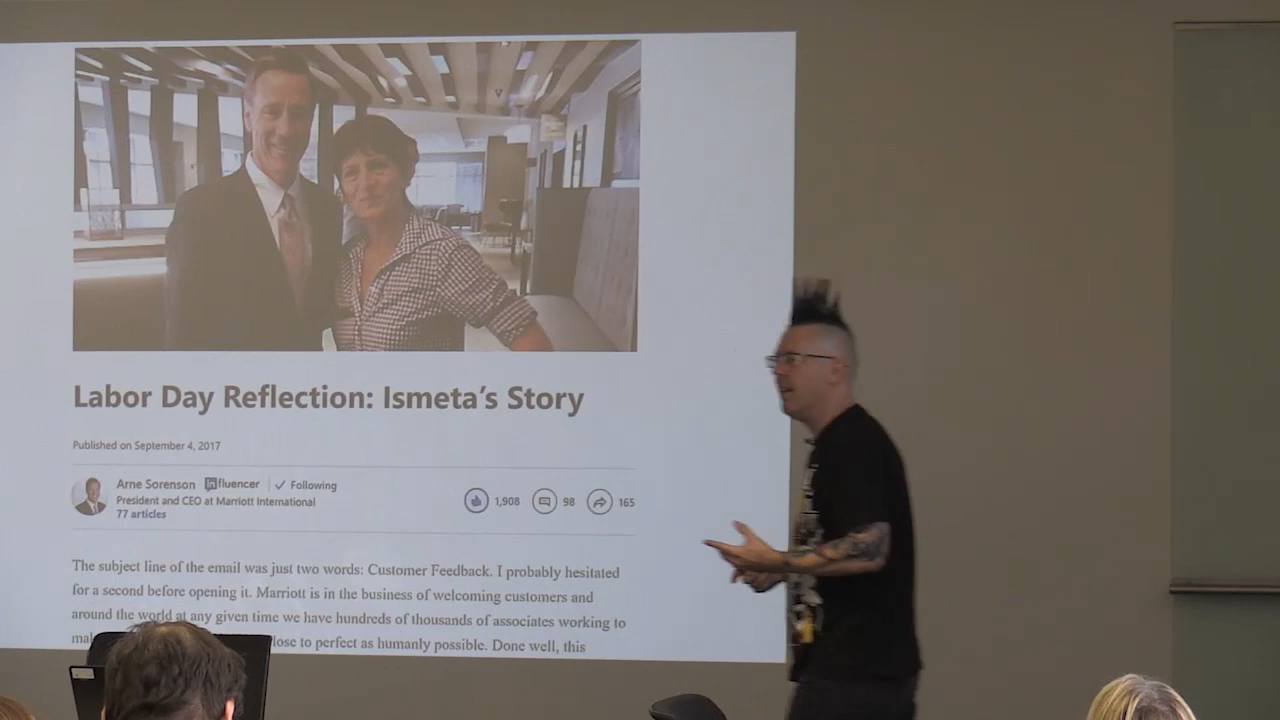 Labor Day Reflection: Ismeta's Story
Published on September 4, 2017
Arne Sorenson influencer ✓ Following
President and CEO at Marriott International
77 articles
1,908 98 165
The subject line of the email was just two words: Customer Feedback. I probably hesitated
for a second before opening it. Marriott is in the business of welcoming customers and
around the world at any given time we have hundreds of thousands of associates working to
to perfect as humanly possible. Done well, this